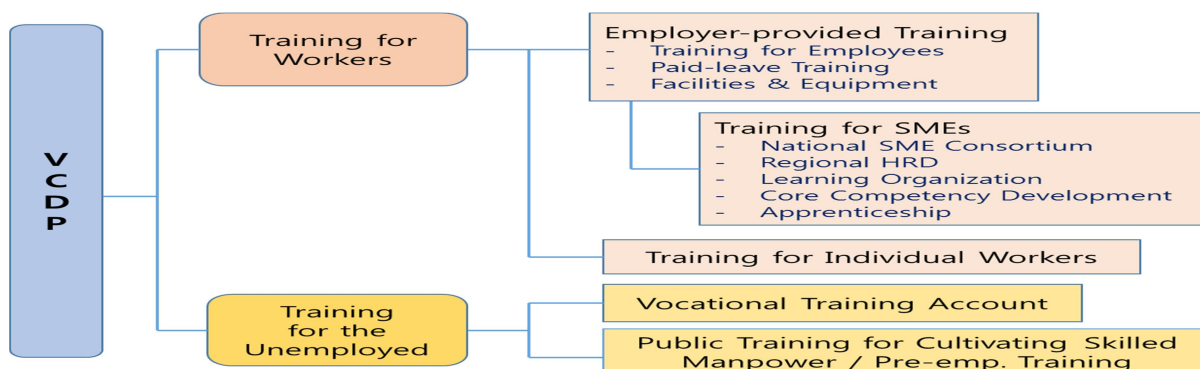 V
C
D
P
Training for
Workers
Employer-provided Training
- Training for Employees
- Paid-leave Training
- Facilities & Equipment
Training for SMEs
- National SME Consortium
- Regional HRD
- Learning Organization
- Core Competency Development
- Apprenticeship
Training for Individual Workers
Training
for the
Unemployed
Vocational Training Account
Public Training for Cultivating Skilled
Manpower / Pre-emp. Training